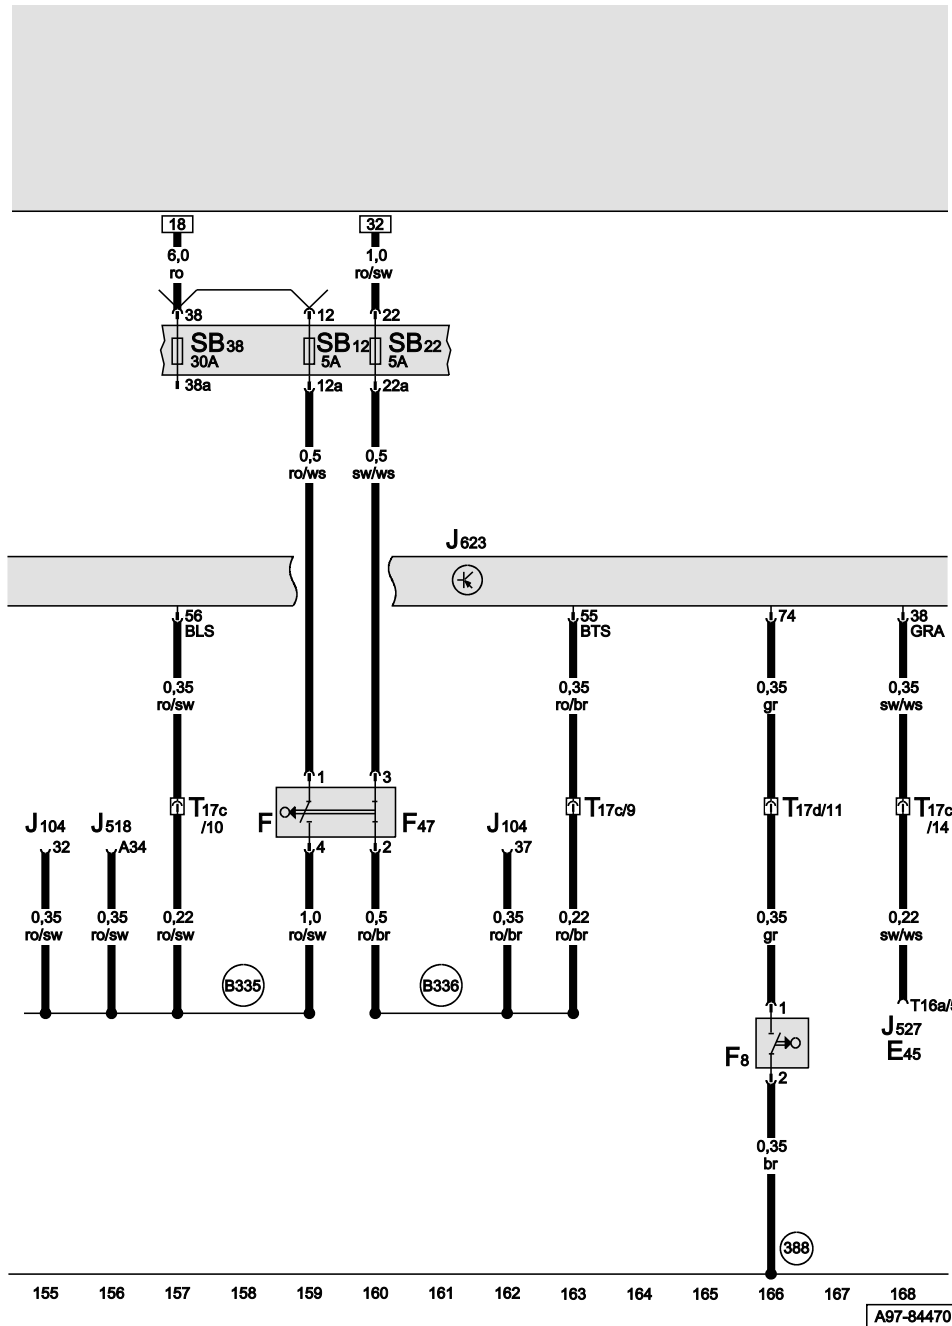 18 32
6,0 1,0
ro ro/sw
38 12 22
SB38 SB12 SB22
30A 5A 5A
38a 12a 22a
0,5 0,5
ro/ws sw/ws
J623
56 55 74 38
BLS BTS GRA
0,35 0,35 0,35 0,35
ro/sw ro/br gr sw/ws
1 3
T17c T17c/9 T17d/11 T17c
/10 /14
J104 J518 F F47 J104
32 A34 4 2 37
0,35 0,35 0,22 1,0 0,5 0,35 0,22 0,35 0,22
ro/sw ro/sw ro/sw ro/sw ro/br ro/br ro/br gr sw/ws
B335 B336
1 T16a/
J527
F8 E45
2
0,35
br
388
155 156 157 158 159 160 161 162 163 164 165 166 167 168
A97-84470